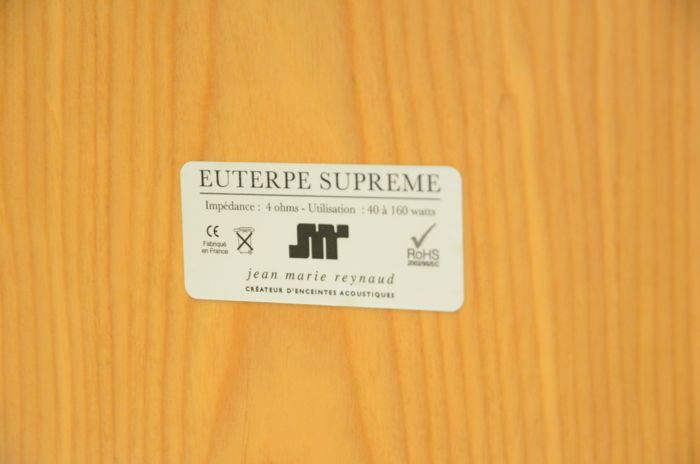 EUTERPE SUPREME
Impédance : 4 ohms - Utilisation : 40 à 160 watts
CE
Fabriqué
en France
RoHS
2002/95/EC
jean marie reynaud
CRÉATEUR D'ENCEINTES ACOUSTIQUES